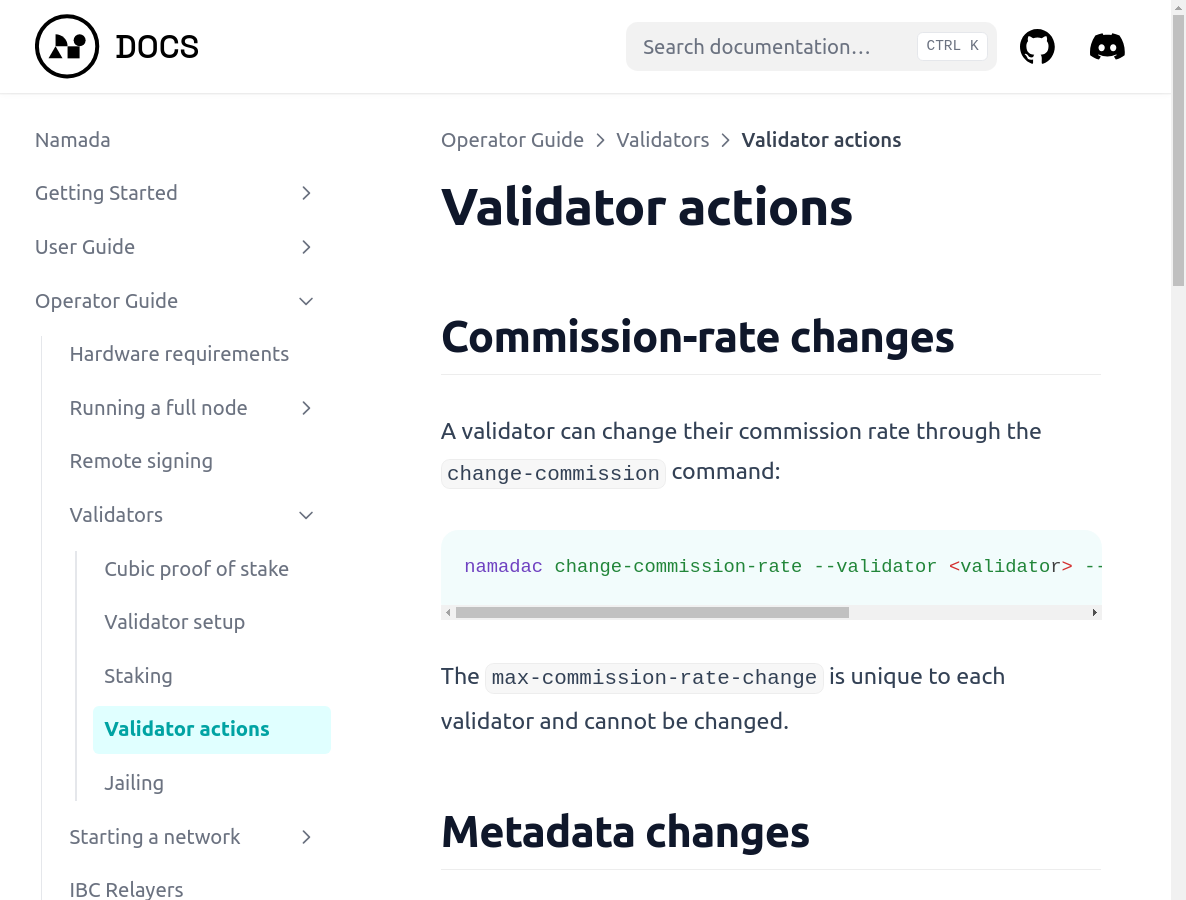 DOCS
Search documentation…
CTRL K
Namada
Getting Started
User Guide
Operator Guide
Hardware requirements
Running a full node
Remote signing
Validators
Cubic proof of stake
Validator setup
Staking
Validator actions
Jailing
Starting a network
IBC Relayers
Operator Guide > Validators > Validator actions
Validator actions
Commission-rate changes
A validator can change their commission rate through the
change-commission command:
namadac change-commission-rate --validator <validator> --
The max-commission-rate-change is unique to each
validator and cannot be changed.
Metadata changes